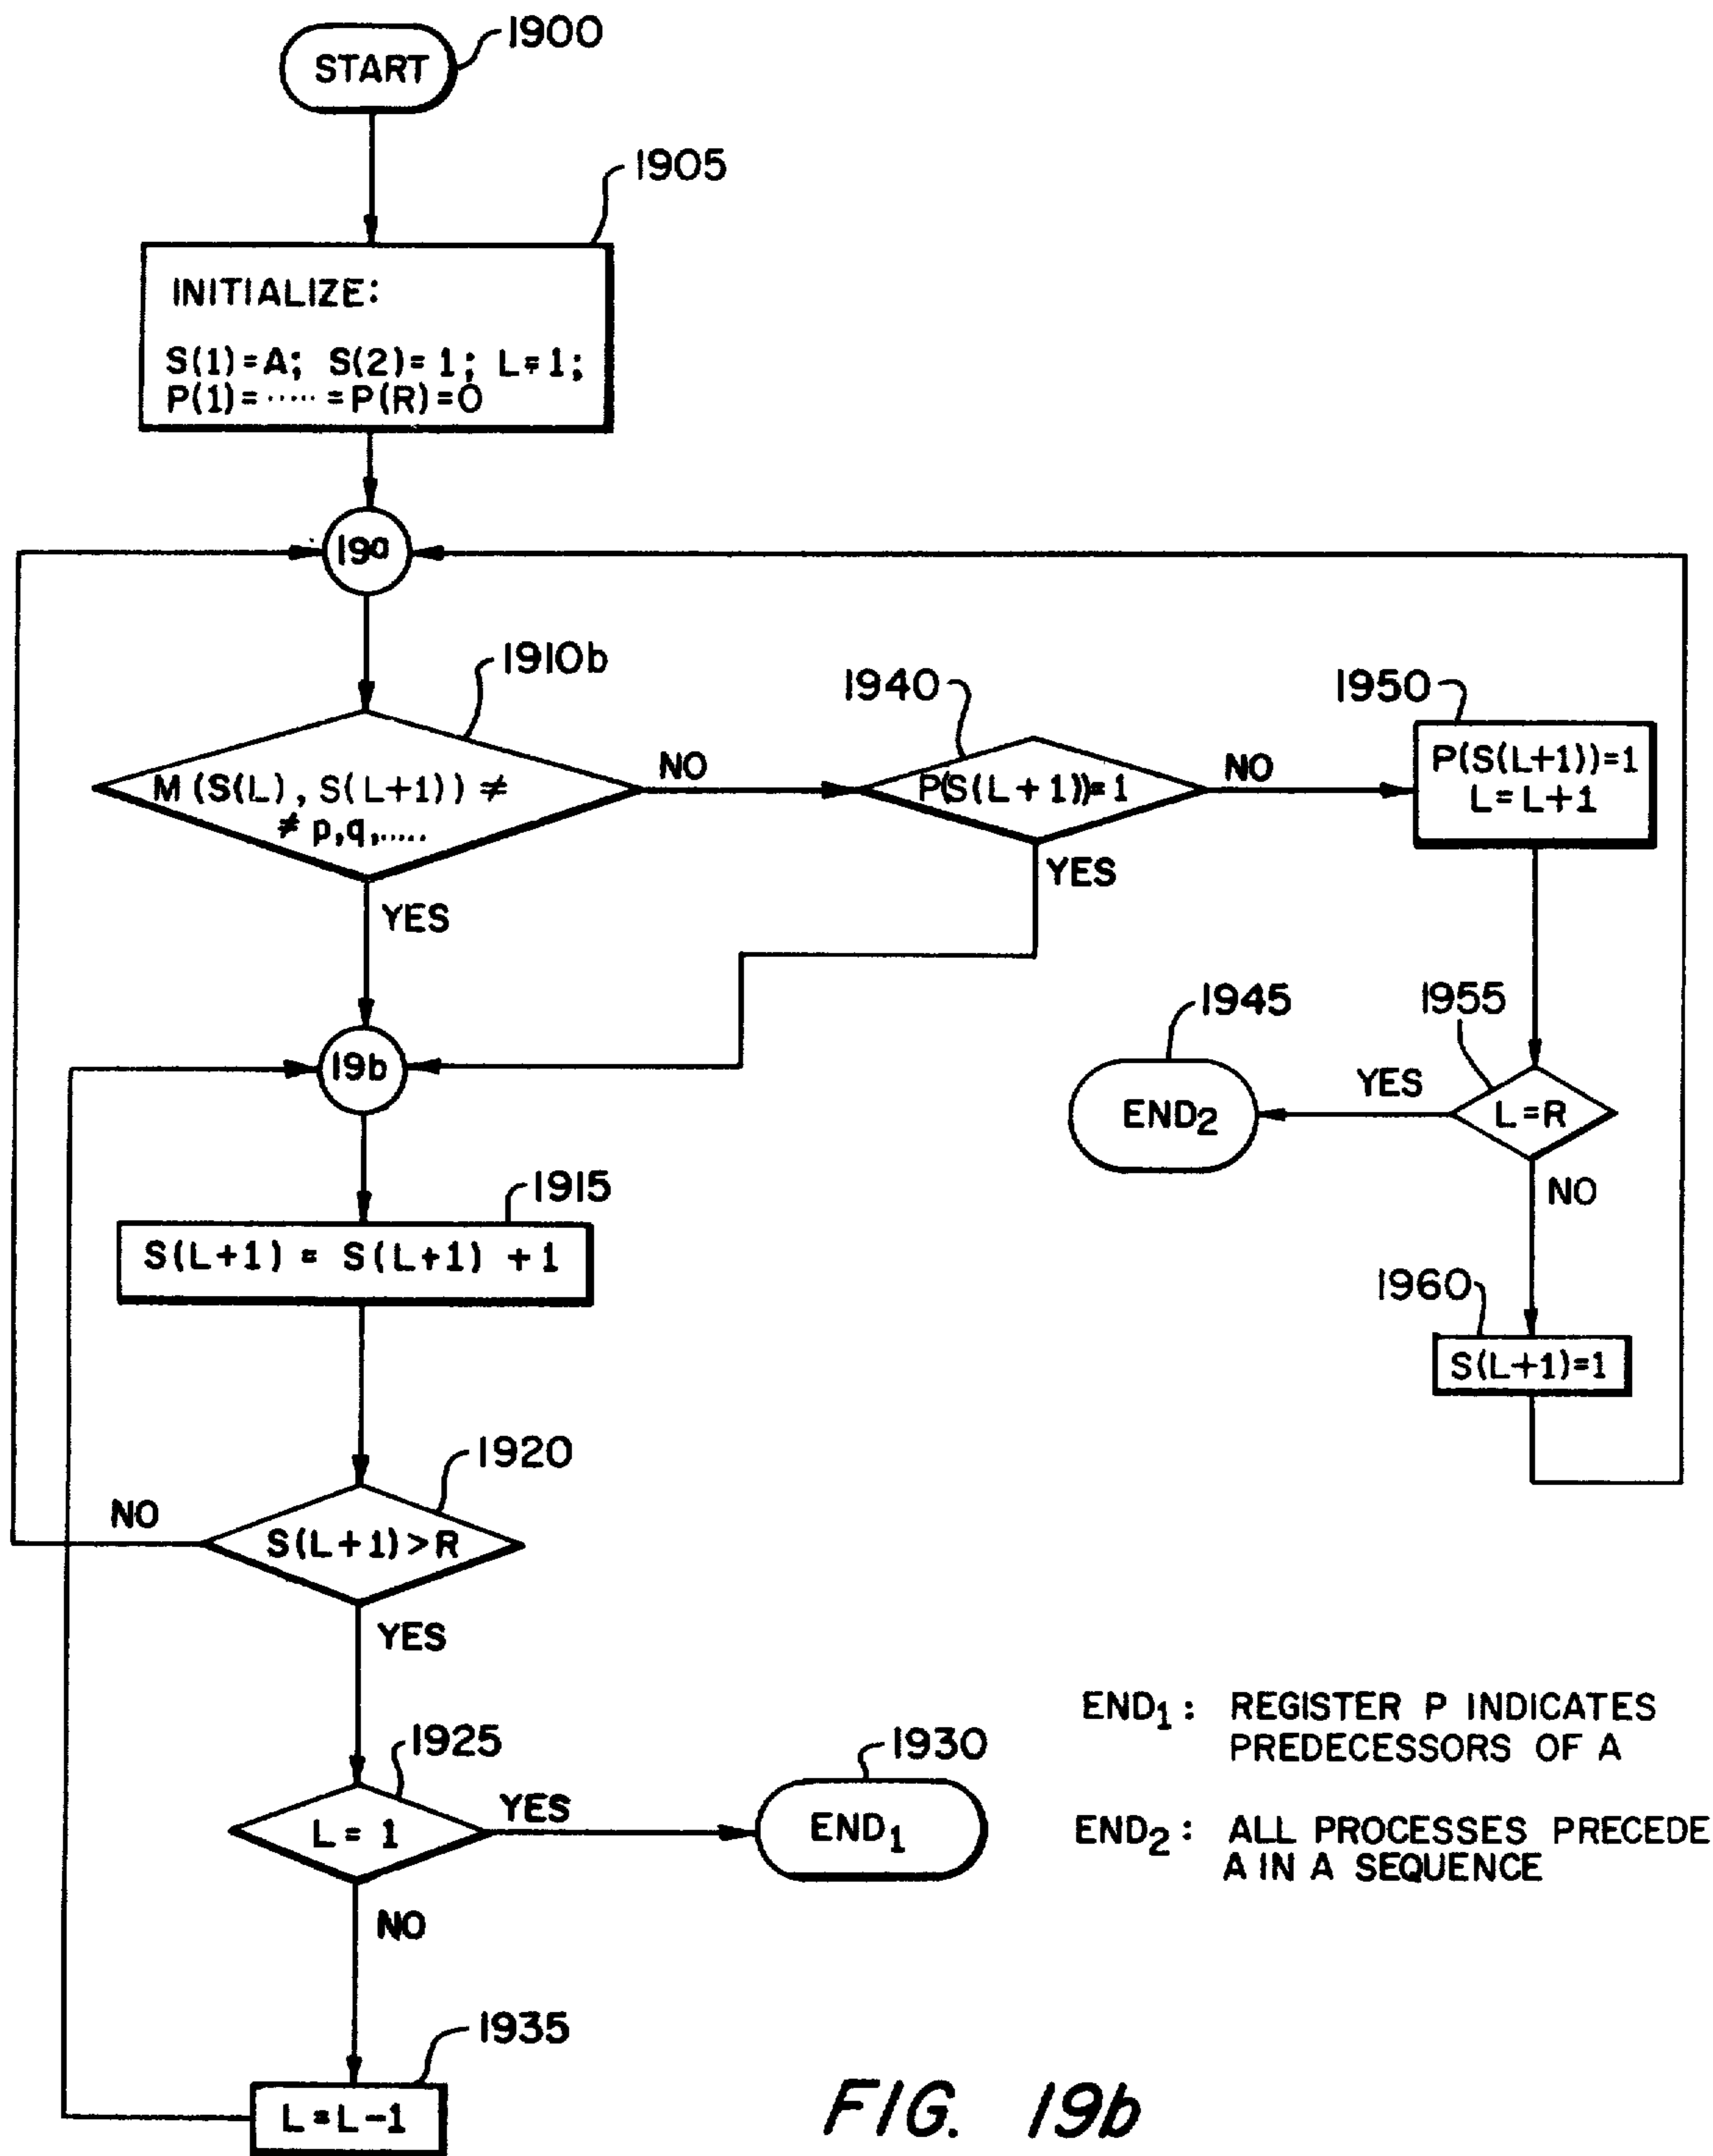 START
1900
1905
INITIALIZE:
S(1)=A; S(2)=1; L=1;
P(1)=.....=P(R)=0
19a
1910b
M (S(L), S(L+1)) ≠
≠ p,q,.....
NO
YES
1940
P(S(L+1))=1
NO
YES
1950
P(S(L+1))=1
L=L+1
19b
1945
END2
1955
YES
L=R
NO
1915
S(L+1) = S(L+1) +1
1960
S(L+1)=1
1920
NO
S(L+1)>R
YES
1925
L = 1
YES
NO
1930
END1
END1: REGISTER P INDICATES
PREDECESSORS OF A
END2: ALL PROCESSES PRECEDE
A IN A SEQUENCE
1935
L=L-1
FIG. 19b